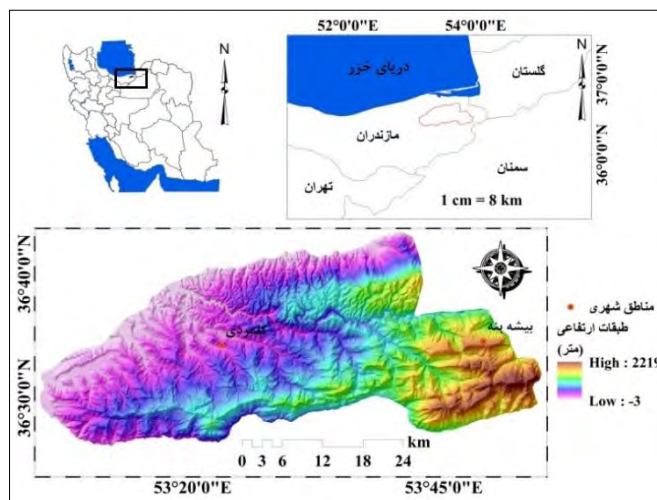 N
52°0'0"E
54°0'0"E
N
دریای خزر
گلستان
مازندران
سمنان
تهران
1 cm = 8 km
37°0'0"N
36°0'0"N
36°40'0"N
36°30'0"N
بیشه بنه
مناطق شهری
طبقات ارتفاعی
(متر)
High : 2219
Low : -3
km
0 3 6 12 18 24
53°20'0"E
53°45'0"E